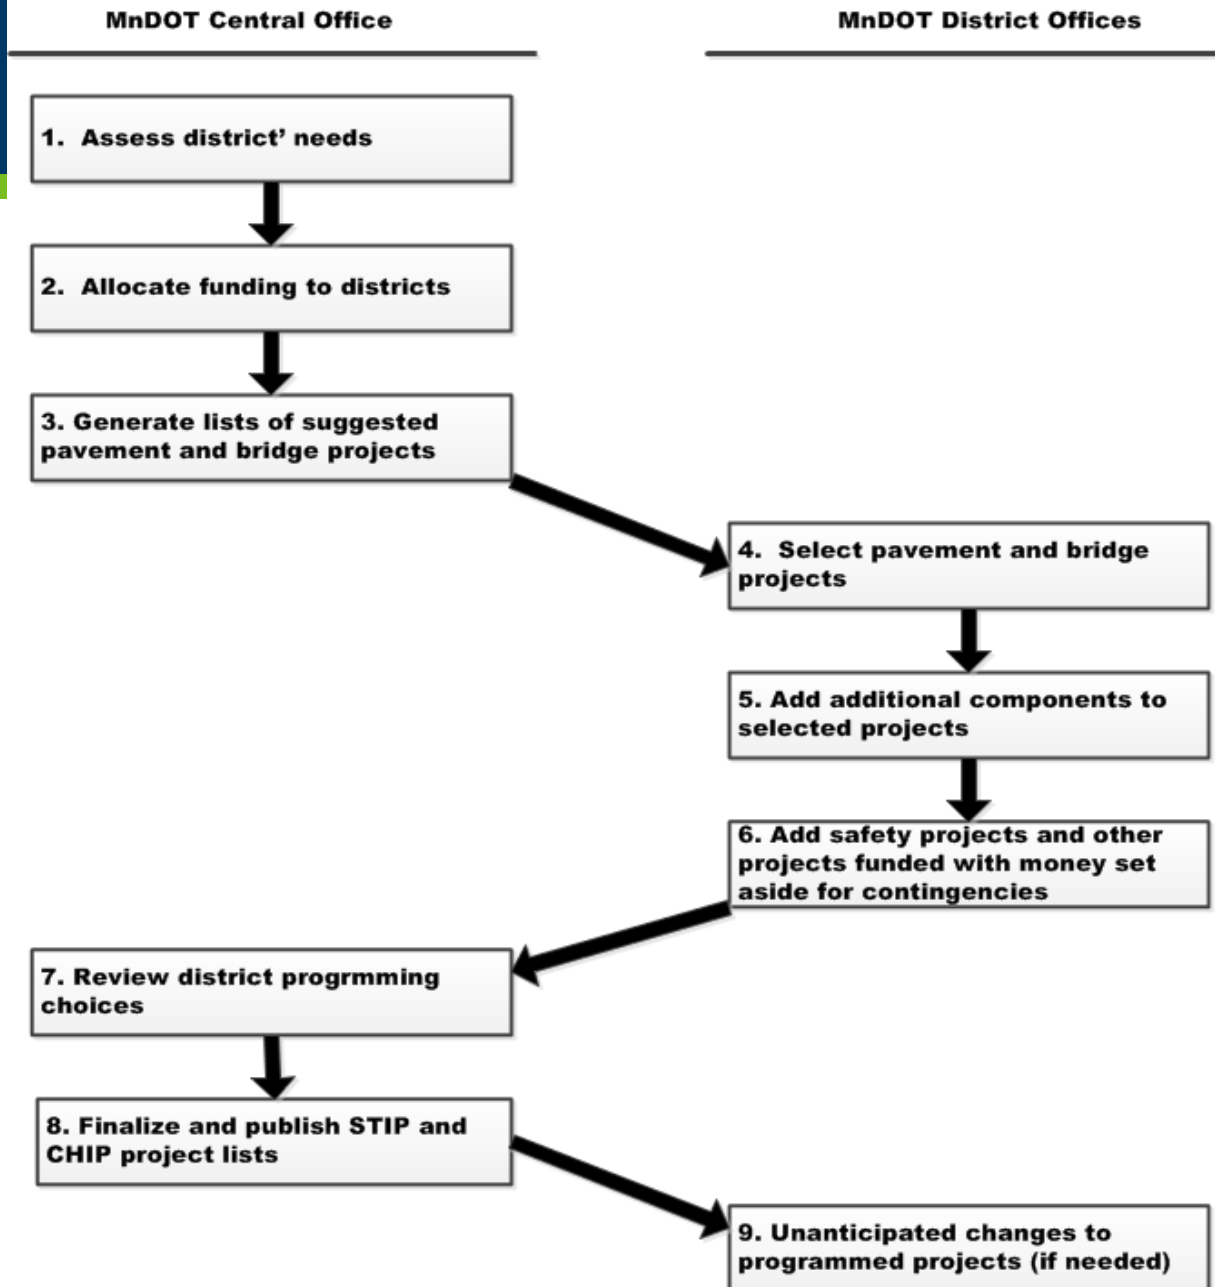 MnDOT Central Office
MnDOT District Offices
1.  Assess district’ needs
2.  Allocate funding to districts
3. Generate lists of suggested
pavement and bridge projects
4.  Select pavement and bridge
projects
5. Add additional components to
selected projects
6. Add safety projects and other
projects funded with money set
aside for contingencies
7. Review district progrmming
choices
8. Finalize and publish STIP and
CHIP project lists
9. Unanticipated changes to
programmed projects (if needed)